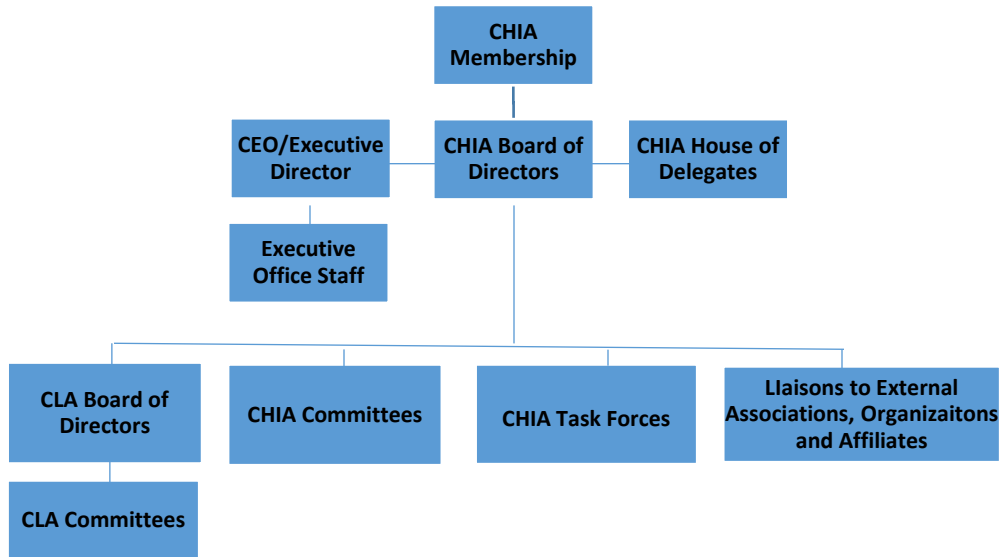 CHIA
Membership
CEO/Executive
Director
CHIA Board of
Directors
CHIA House of
Delegates
Executive
Office Staff
CLA Board of
Directors
CHIA Committees
CHIA Task Forces
LIaisons to External
Associations, Organizaitons
and Affiliates
CLA Committees